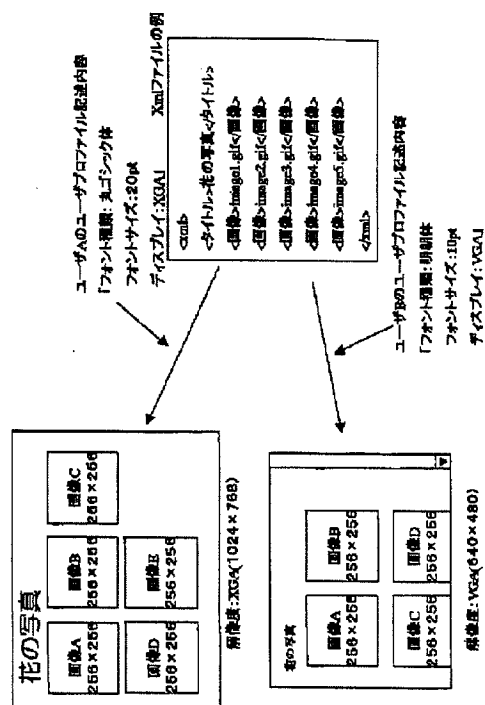 花の写真
画像A
256×256
画像B
256×256
画像C
256×256
画像D
256×256
画像E
256×256
解像度:XGA(1024×768)
花の写真
画像A
256×256
画像B
256×256
画像C
256×256
画像D
256×256
解像度:VGA(640×480)
ユーザAのユーザプロファイル記述内容
「フォント種類:丸ゴシック体
フォントサイズ:20pt
ディスプレイ:XGA」
Xmlファイルの例
<xml>
<タイトル>花の写真</タイトル>
<画像>image1.gif</画像>
<画像>image2.gif</画像>
<画像>image3.gif</画像>
<画像>image4.gif</画像>
<画像>image5.gif</画像>
</xml>
ユーザBのユーザプロファイル記述内容
「フォント種類:明朝体
フォントサイズ:10pt
ディスプレイ:VGA」